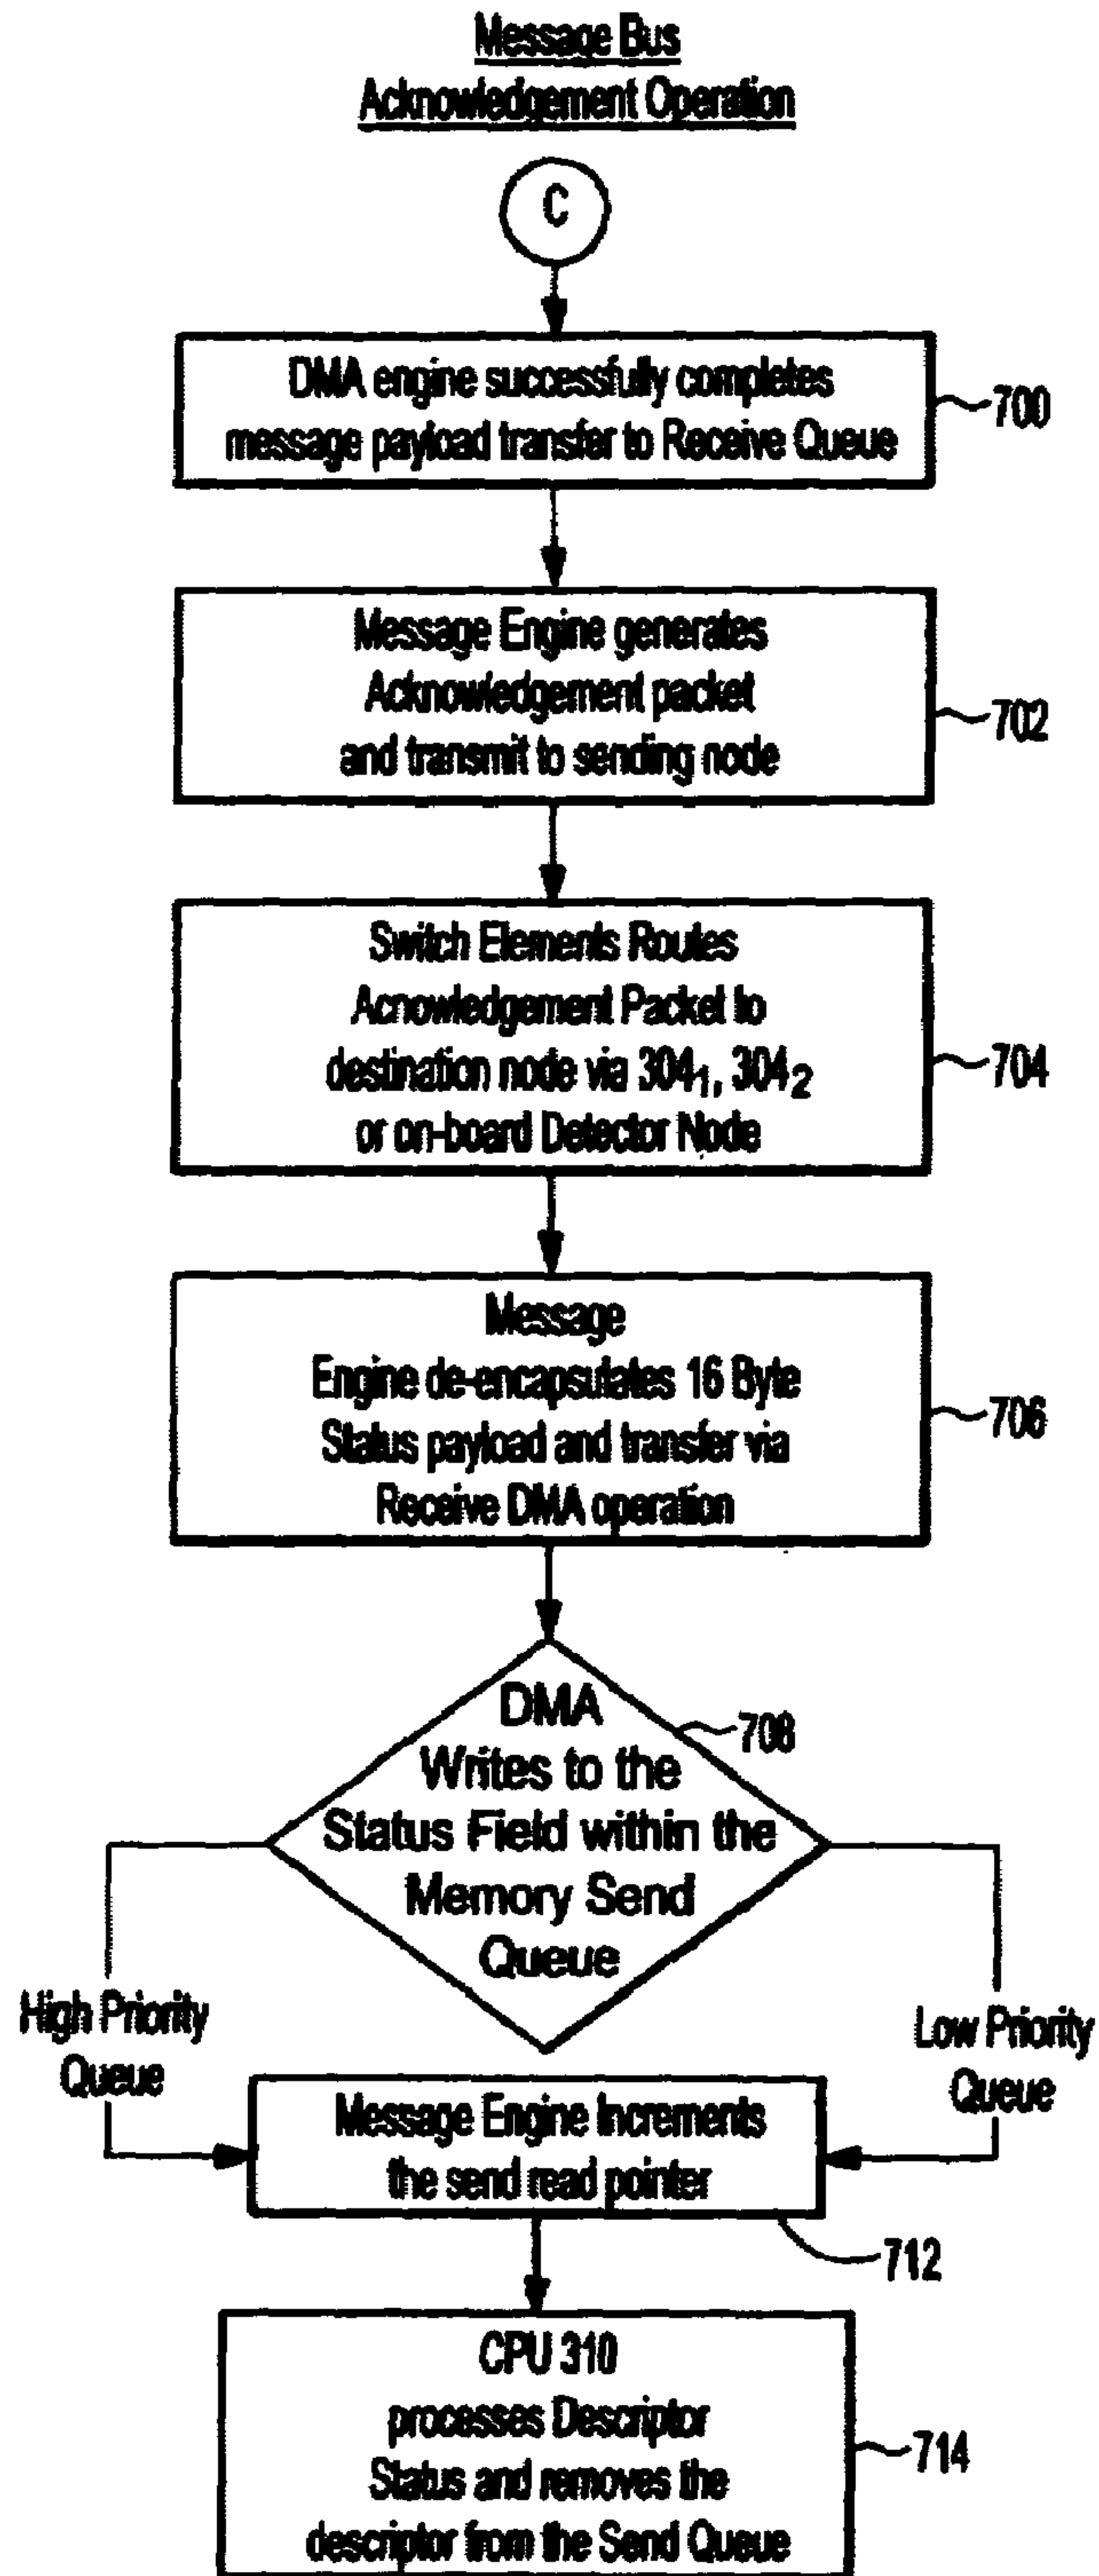 Message Bus
Acknowledgement Operation
C
DMA engine successfully completes
message payload transfer to Receive Queue
700
Message Engine generates
Acknowledgement packet
and transmit to sending node
702
Switch Elements Routes
Acnowledgement Packet to
destination node via 304₁, 304₂
or on-board Detector Node
704
Message
Engine de-encapsutates 16 Byte
Status payload and transfer via
Receive DMA operation
706
DMA
Writes to the
Status Field within the
Memory Send
Queue
708
High Priority
Queue
Low Priority
Queue
Message Engine Increments
the send read pointer
712
CPU 310
processes Descriptor
Status and removes the
descriptor from the Send Queue
714